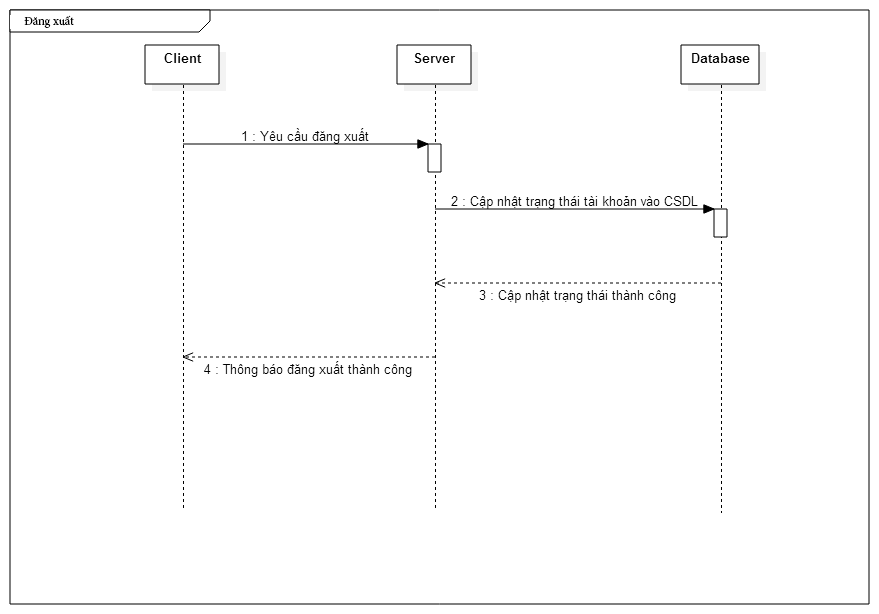 Đăng xuất
Client
Server
Database
1 : Yêu cầu đăng xuất
2 : Cập nhật trạng thái tài khoản vào CSDL
3 : Cập nhật trạng thái thành công
4 : Thông báo đăng xuất thành công